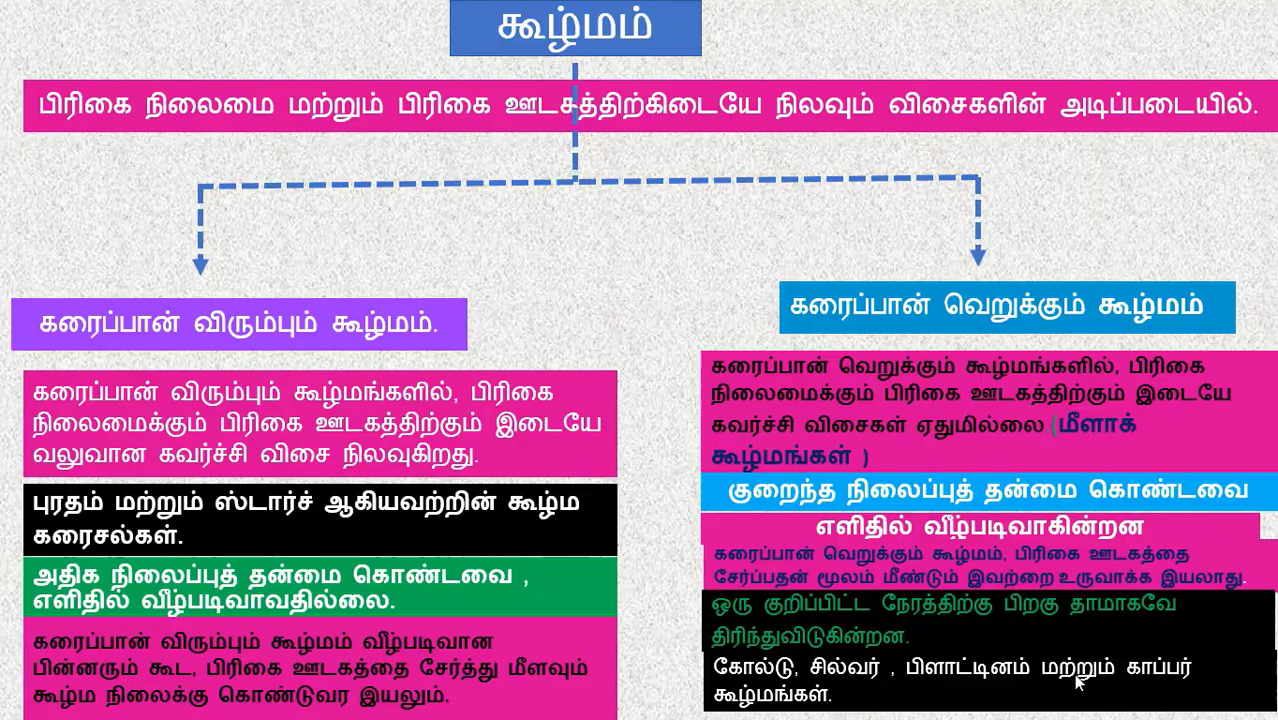 கூழ்மம்
பிரிகை நிலைமை மற்றும் பிரிகை ஊடகத்திற்கிடையே நிலவும் விசைகளின் அடிப்படையில்.
கரைப்பான் விரும்பும் கூழ்மம்.
கரைப்பான் விரும்பும் கூழ்மங்களில், பிரிகை
நிலைமைக்கும் பிரிகை ஊடகத்திற்கும் இடையே
வலுவான கவர்ச்சி விசை நிலவுகிறது.
புரதம் மற்றும் ஸ்டார்ச் ஆகியவற்றின் கூழ்ம
கரைசல்கள்.
அதிக நிலைப்புத் தன்மை கொண்டவை ,
எளிதில் வீழ்படிவாவதில்லை.
கரைப்பான் விரும்பும் கூழ்மம் வீழ்படிவான
பின்னரும் கூட, பிரிகை ஊடகத்தை சேர்த்து மீளவும்
கூழ்ம நிலைக்கு கொண்டுவர இயலும்.
கரைப்பான் வெறுக்கும் கூழ்மம்
கரைப்பான் வெறுக்கும் கூழ்மங்களில், பிரிகை
நிலைமைக்கும் பிரிகை ஊடகத்திற்கும் இடையே
கவர்ச்சி விசைகள் ஏதுமில்லை.(மீளாக்
கூழ்மங்கள் )
குறைந்த நிலைப்புத் தன்மை கொண்டவை
எளிதில் வீழ்படிவாகின்றன
கரைப்பான் வெறுக்கும் கூழ்மம், பிரிகை ஊடகத்தை
சேர்ப்பதன் மூலம் மீண்டும் இவற்றை உருவாக்க இயலாது.
ஒரு குறிப்பிட்ட நேரத்திற்கு பிறகு தாமாகவே
திரிந்துவிடுகின்றன.
கோல்டு, சில்வர் , பிளாட்டினம் மற்றும் காப்பர்
கூழ்மங்கள்.